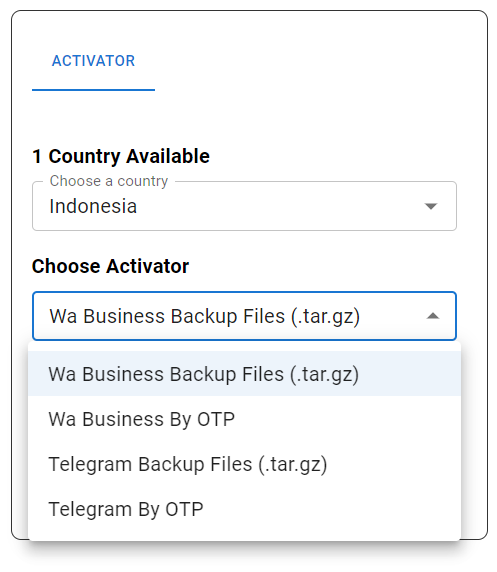 ACTIVATOR
1 Country Available
Choose a country
Indonesia
Choose Activator
Wa Business Backup Files (.tar.gz)
Wa Business Backup Files (.tar.gz)
Wa Business By OTP
Telegram Backup Files (.tar.gz)
Telegram By OTP